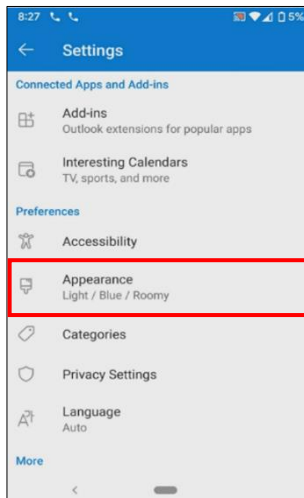 8:27 5%
Settings
Connected Apps and Add-ins
Add-ins
Outlook extensions for popular apps
Interesting Calendars
TV, sports, and more
Preferences
Accessibility
Appearance
Light / Blue / Roomy
Categories
Privacy Settings
Language
Auto
More